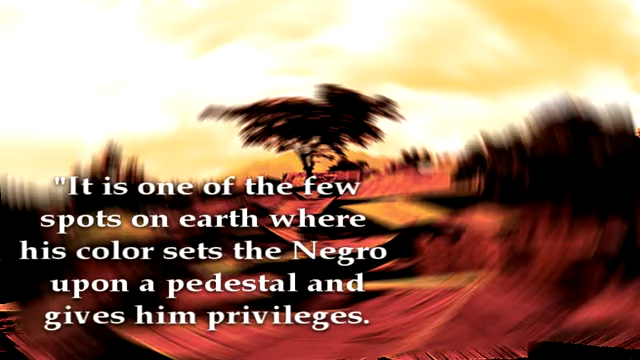 "It is one of the few
spots on earth where
his color sets the Negro
upon a pedestal and
gives him privileges.